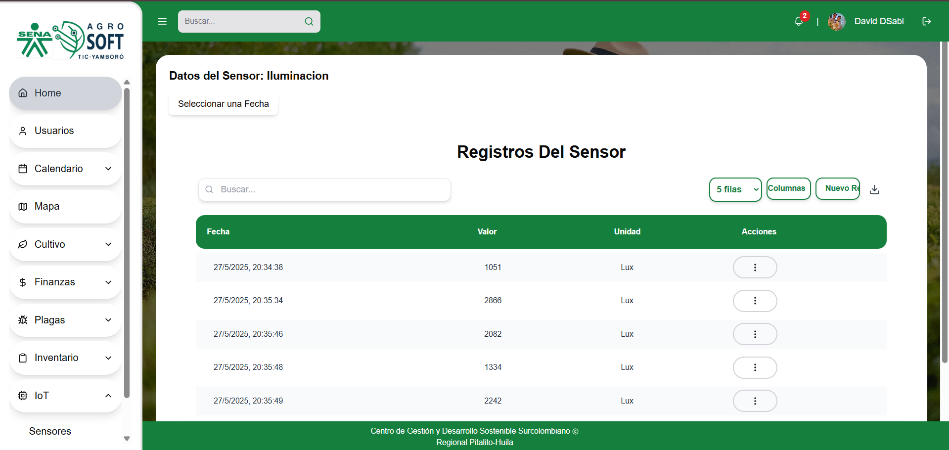 SENA
AGRO
SOFT
TIC-YAMBORÓ
Buscar...
2
|
David DSabi
Home
Usuarios
Calendario
Mapa
Cultivo
Finanzas
Plagas
Inventario
IoT
Sensores
Datos del Sensor: Iluminacion
Seleccionar una Fecha
Registros Del Sensor
Buscar...
5 filas
Columnas
Nuevo Re
Fecha Valor Unidad Acciones
27/5/2025, 20:34:38 1051 Lux
27/5/2025, 20:35:34 2866 Lux
27/5/2025, 20:35:46 2082 Lux
27/5/2025, 20:35:48 1334 Lux
27/5/2025, 20:35:49 2242 Lux
Centro de Gestión y Desarrollo Sostenible Surcolombiano ©
Regional Pitalito-Huila